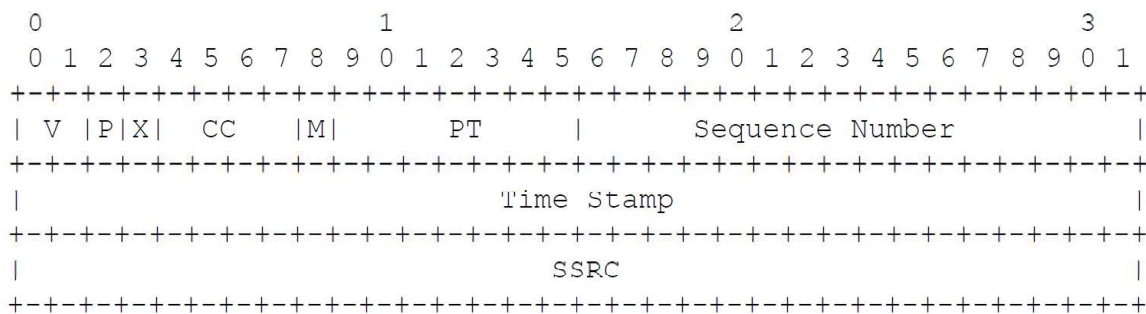 0                   1                   2                   3
0 1 2 3 4 5 6 7 8 9 0 1 2 3 4 5 6 7 8 9 0 1 2 3 4 5 6 7 8 9 0 1
+-+-+-+-+-+-+-+-+-+-+-+-+-+-+-+-+-+-+-+-+-+-+-+-+-+-+-+-+-+-+-+-+
| V |P|X|  CC   |M|     PT      |       Sequence Number         |
+-+-+-+-+-+-+-+-+-+-+-+-+-+-+-+-+-+-+-+-+-+-+-+-+-+-+-+-+-+-+-+-+
|                           Time Stamp                          |
+-+-+-+-+-+-+-+-+-+-+-+-+-+-+-+-+-+-+-+-+-+-+-+-+-+-+-+-+-+-+-+-+
|                              SSRC                             |
+-+-+-+-+-+-+-+-+-+-+-+-+-+-+-+-+-+-+-+-+-+-+-+-+-+-+-+-+-+-+-+-+